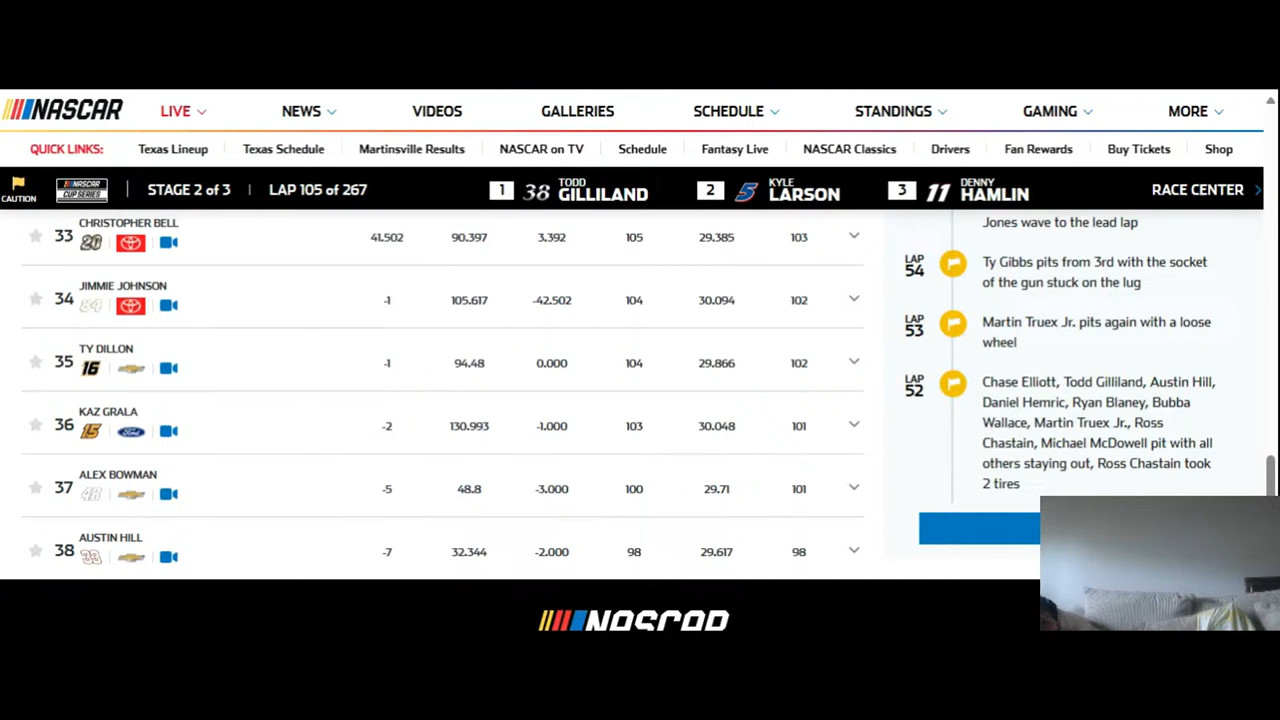 NASCAR LIVE NEWS VIDEOS GALLERIES SCHEDULE STANDINGS GAMING MORE
QUICK LINKS: Texas Lineup Texas Schedule Martinsville Results NASCAR on TV Schedule Fantasy Live NASCAR Classics Drivers Fan Rewards Buy Tickets Shop
CAUTION NASCAR CUP SERIES STAGE 2 OF 3 LAP 105 OF 267 1 38 TODD GILLILAND 2 5 KYLE LARSON 3 11 DENNY HAMLIN RACE CENTER
33 CHRISTOPHER BELL 20 TOYOTA 41.502 90.397 3.392 105 29.385 103
34 JIMMIE JOHNSON 84 TOYOTA -1 105.617 -42.502 104 30.094 102
35 TY DILLON 16 -1 94.48 0.000 104 29.866 102
36 KAZ GRALA 15 Ford -2 130.993 -1.000 103 30.048 101
37 ALEX BOWMAN 48 -5 48.8 -3.000 100 29.71 101
38 AUSTIN HILL 33 -7 32.344 -2.000 98 29.617 98
Jones wave to the lead lap
LAP 54 Ty Gibbs pits from 3rd with the socket
of the gun stuck on the lug
LAP 53 Martin Truex Jr. pits again with a loose
wheel
LAP 52 Chase Elliott, Todd Gilliland, Austin Hill,
Daniel Hemric, Ryan Blaney, Bubba
Wallace, Martin Truex Jr., Ross
Chastain, Michael McDowell pit with all
others staying out, Ross Chastain took
2 tires
NASCAR